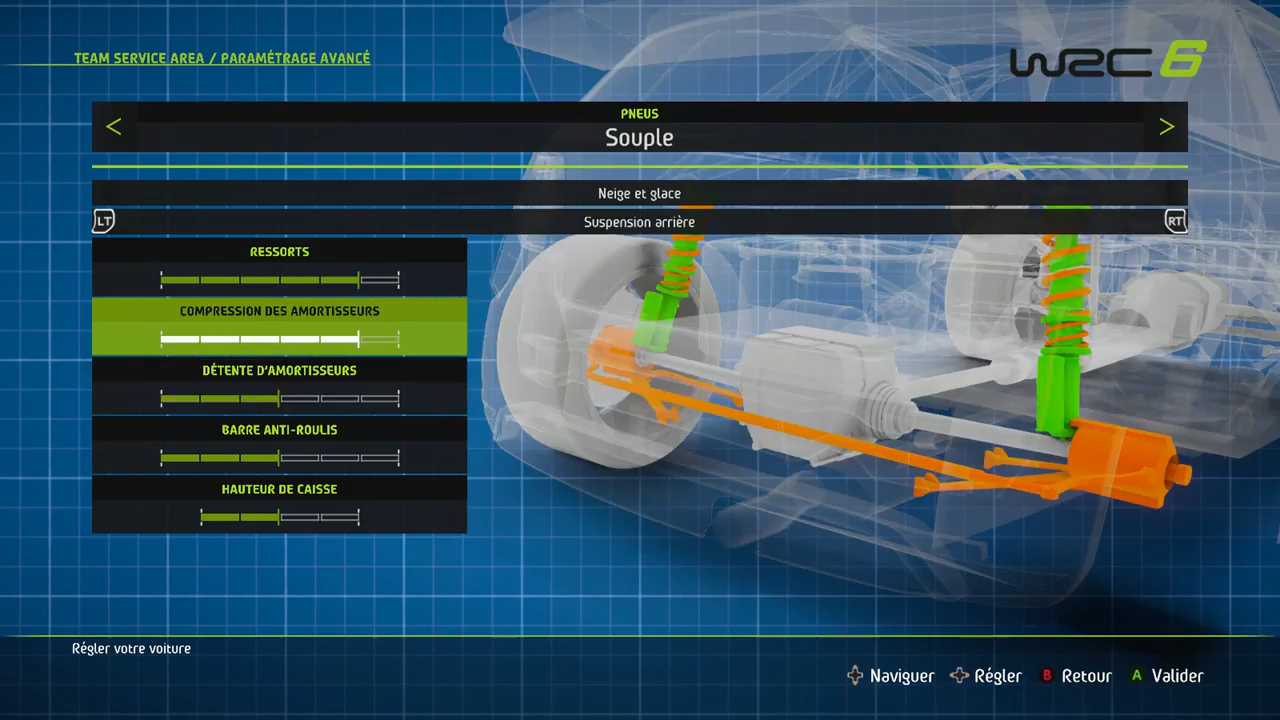 TEAM SERVICE AREA / PARAMÉTRAGE AVANCÉ
WRC 6
<
PNEUS
>
Souple
Neige et glace
LT
Suspension arrière
RT
RESSORTS
COMPRESSION DES AMORTISSEURS
DÉTENTE D'AMORTISSEURS
BARRE ANTI-ROULIS
HAUTEUR DE CAISSE
Régler votre voiture
Naviguer Régler B Retour A Valider